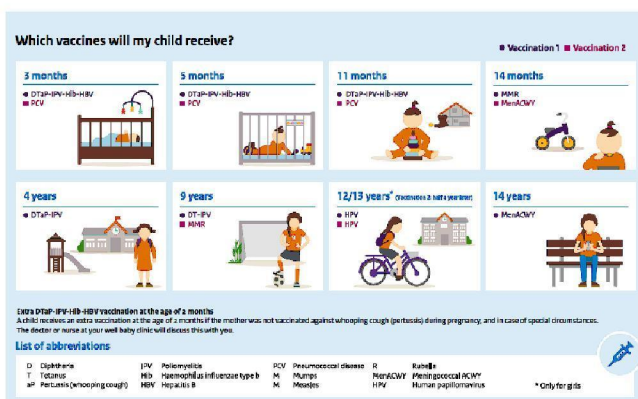 Which vaccines will my child receive?
Vaccination 1 Vaccination 2
3 months
DTaP-IPV-Hib-HBV
PCV
5 months
DTaP-IPV-Hib-HBV
PCV
11 months
DTaP-IPV-Hib-HBV
PCV
14 months
MMR
MenACWY
4 years
DTaP-IPV
9 years
DT-IPV
MMR
12/13 years* (Vaccination 2: half a year later)
HPV
HPV
14 years
MenACWY
Extra DTaP-IPV-Hib-HBV vaccination at the age of 2 months
A child receives an extra vaccination at the age of 2 months if the mother was not vaccinated against whooping cough (pertussis) during pregnancy, and in case of special circumstances.
The doctor or nurse at your well baby clinic will discuss this with you.
List of abbreviations
D Diphtheria IPV Poliomyelitis PCV Pneumococcal disease R Rubella
T Tetanus Hib Haemophilus influenzae type b M Mumps MenACWY Meningococcal ACWY
aP Pertussis (whooping cough) HBV Hepatitis B M Measles HPV Human papillomavirus * Only for girls